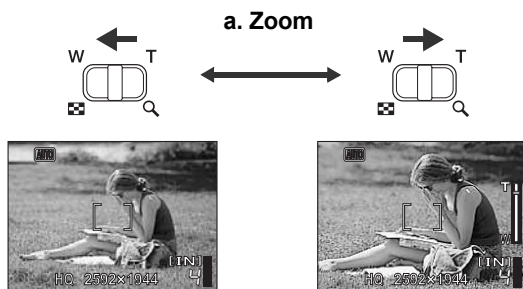 a. Zoom
W T
W T
AUTO
HQ 2592×1944
[IN]
4
AUTO
T
W
HQ 2592×1944
[IN]
4